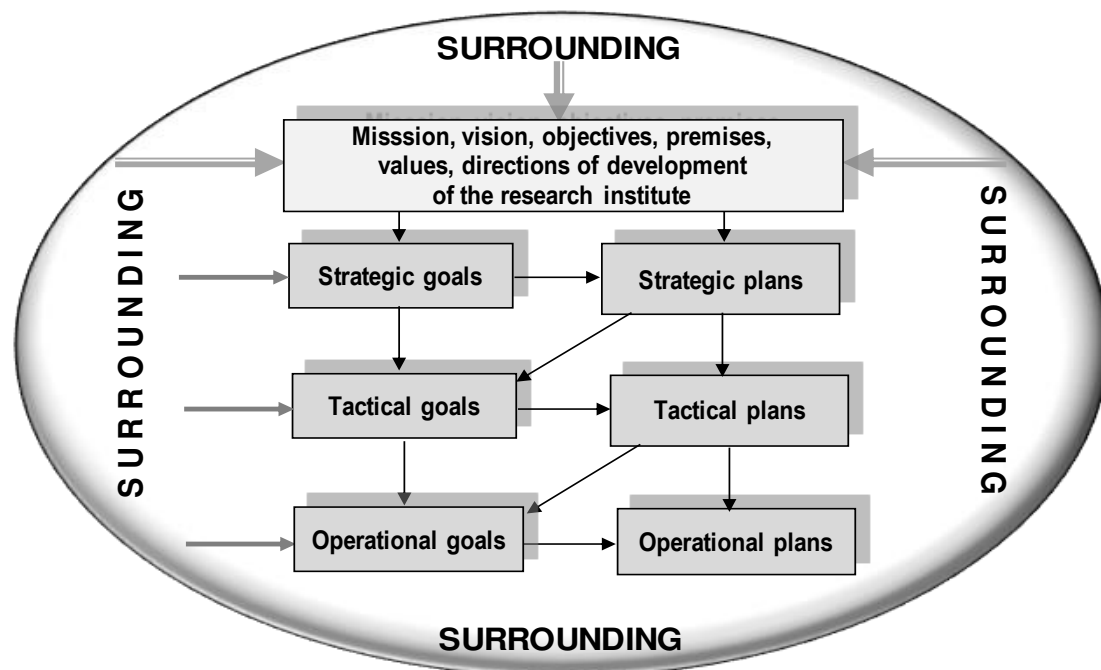 SURROUNDING
Misssion, vision, objectives, premises,
values, directions of development
of the research institute
SURROUNDING
SURROUNDING
Strategic goals
Strategic plans
Tactical goals
Tactical plans
Operational goals
Operational plans
SURROUNDING